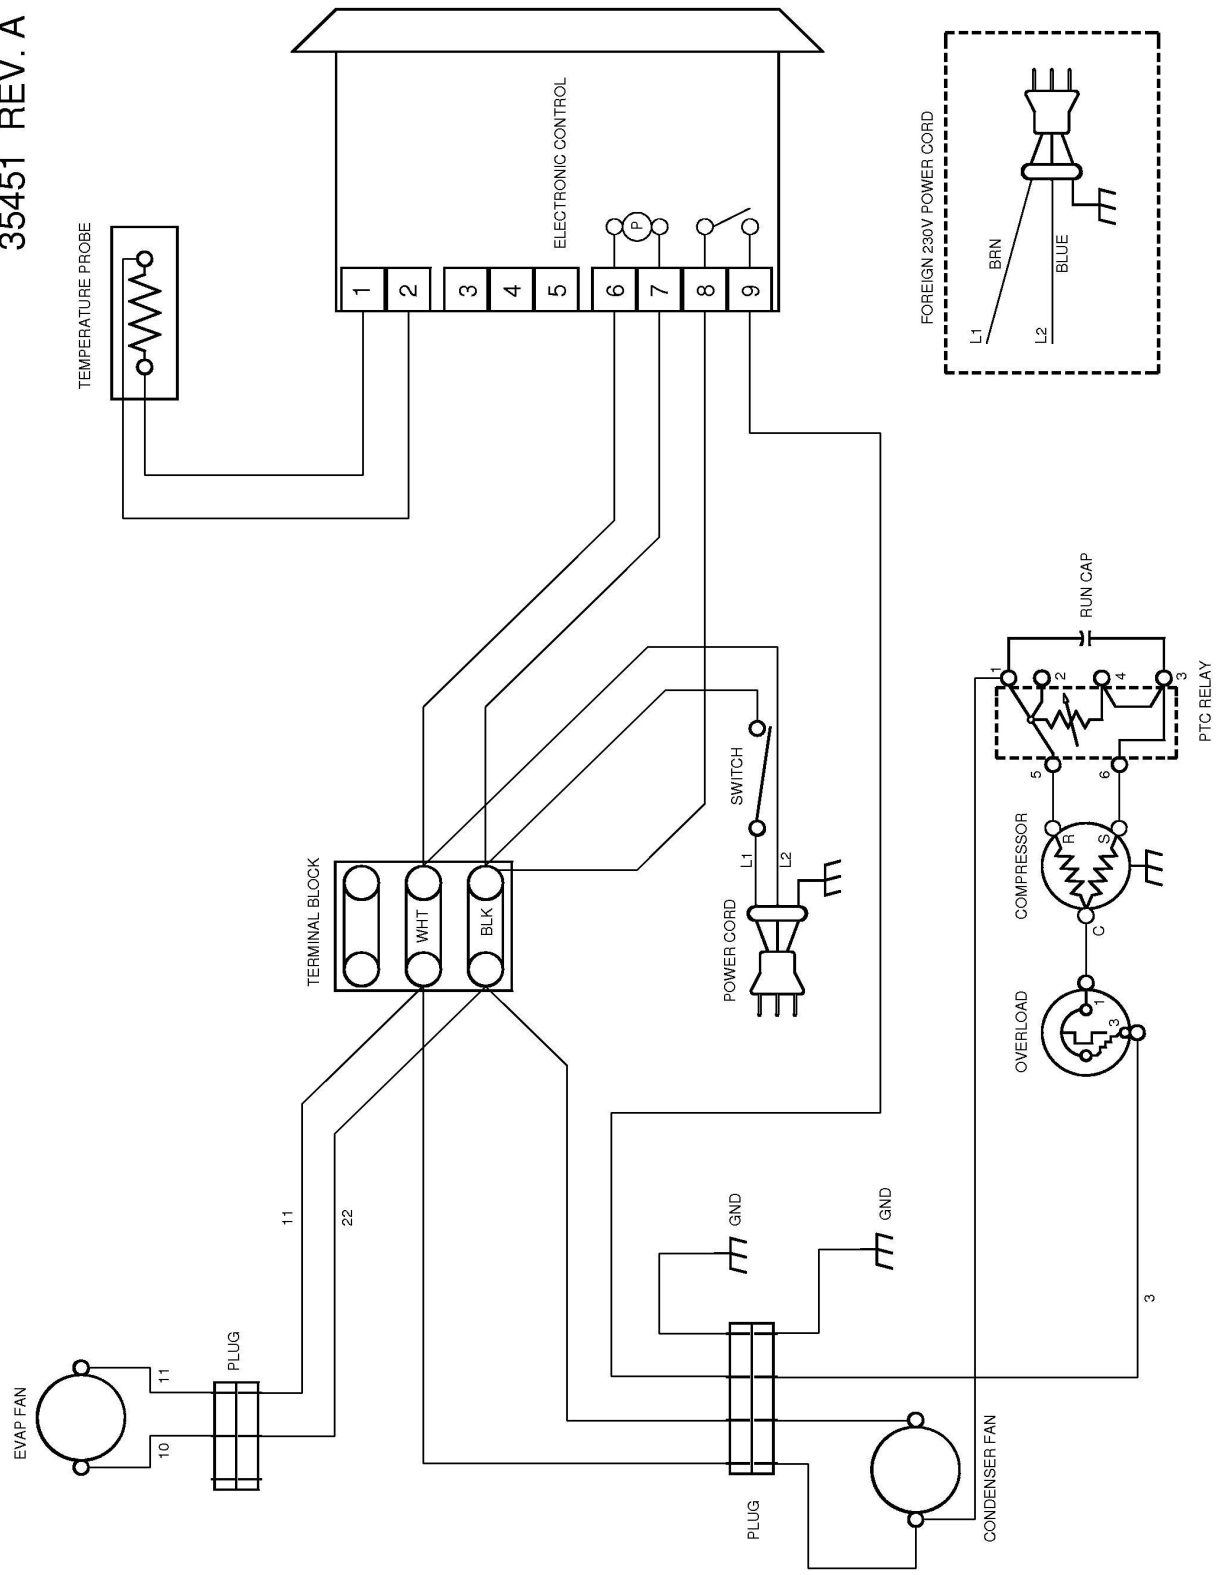 35451 REV. A
EVAP FAN
TEMPERATURE PROBE
10
11
PLUG
11
22
TERMINAL BLOCK
WHT
BLK
1
2
3
4
5
6
7
8
9
ELECTRONIC CONTROL
P
POWER CORD
SWITCH
L1
L2
GND
GND
PLUG
CONDENSER FAN
3
OVERLOAD
1
3
COMPRESSOR
C
R
S
5
6
1
2
4
3
RUN CAP
PTC RELAY
FOREIGN 230V POWER CORD
L1
BRN
L2
BLUE